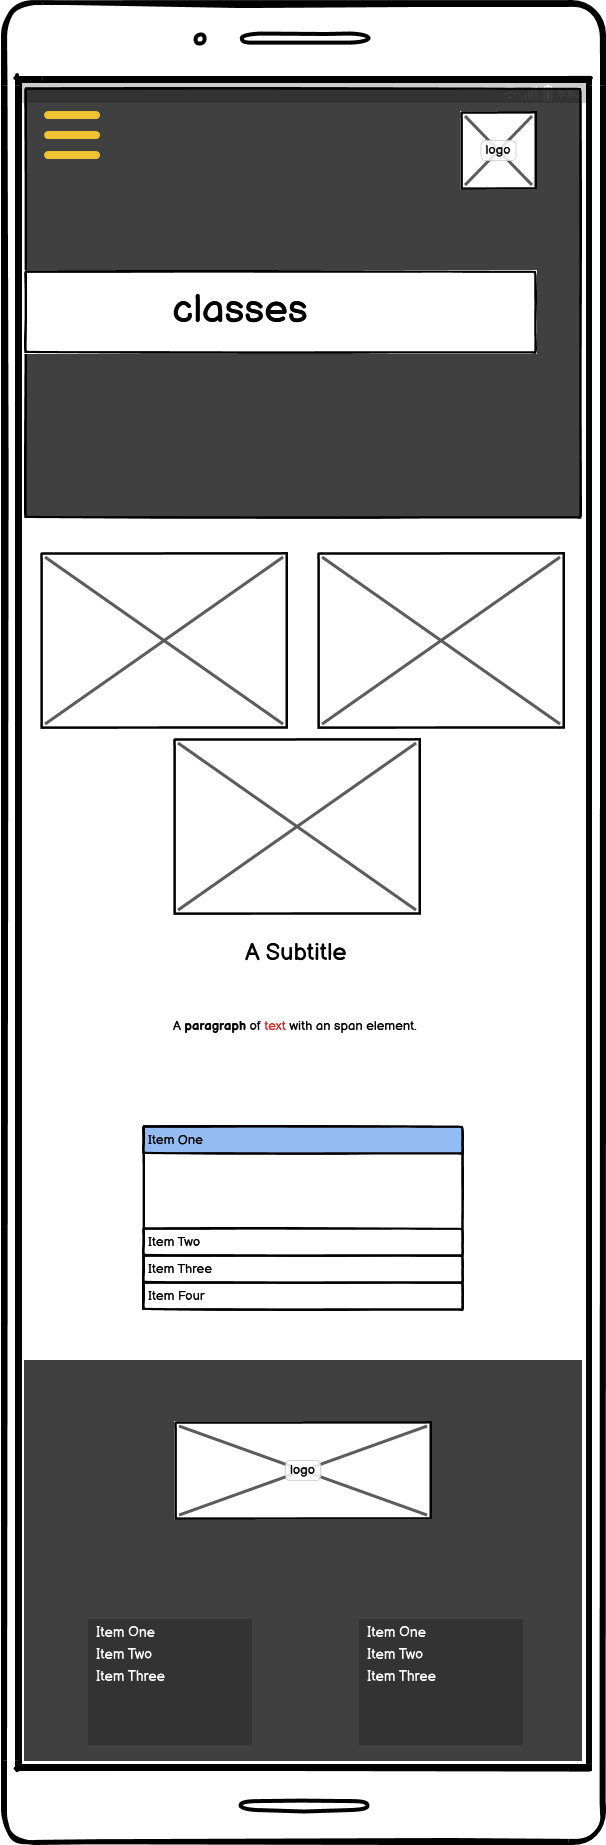 logo
classes
A Subtitle
A paragraph of text with an span element.
Item One
Item Two
Item Three
Item Four
logo
Item One
Item Two
Item Three
Item One
Item Two
Item Three